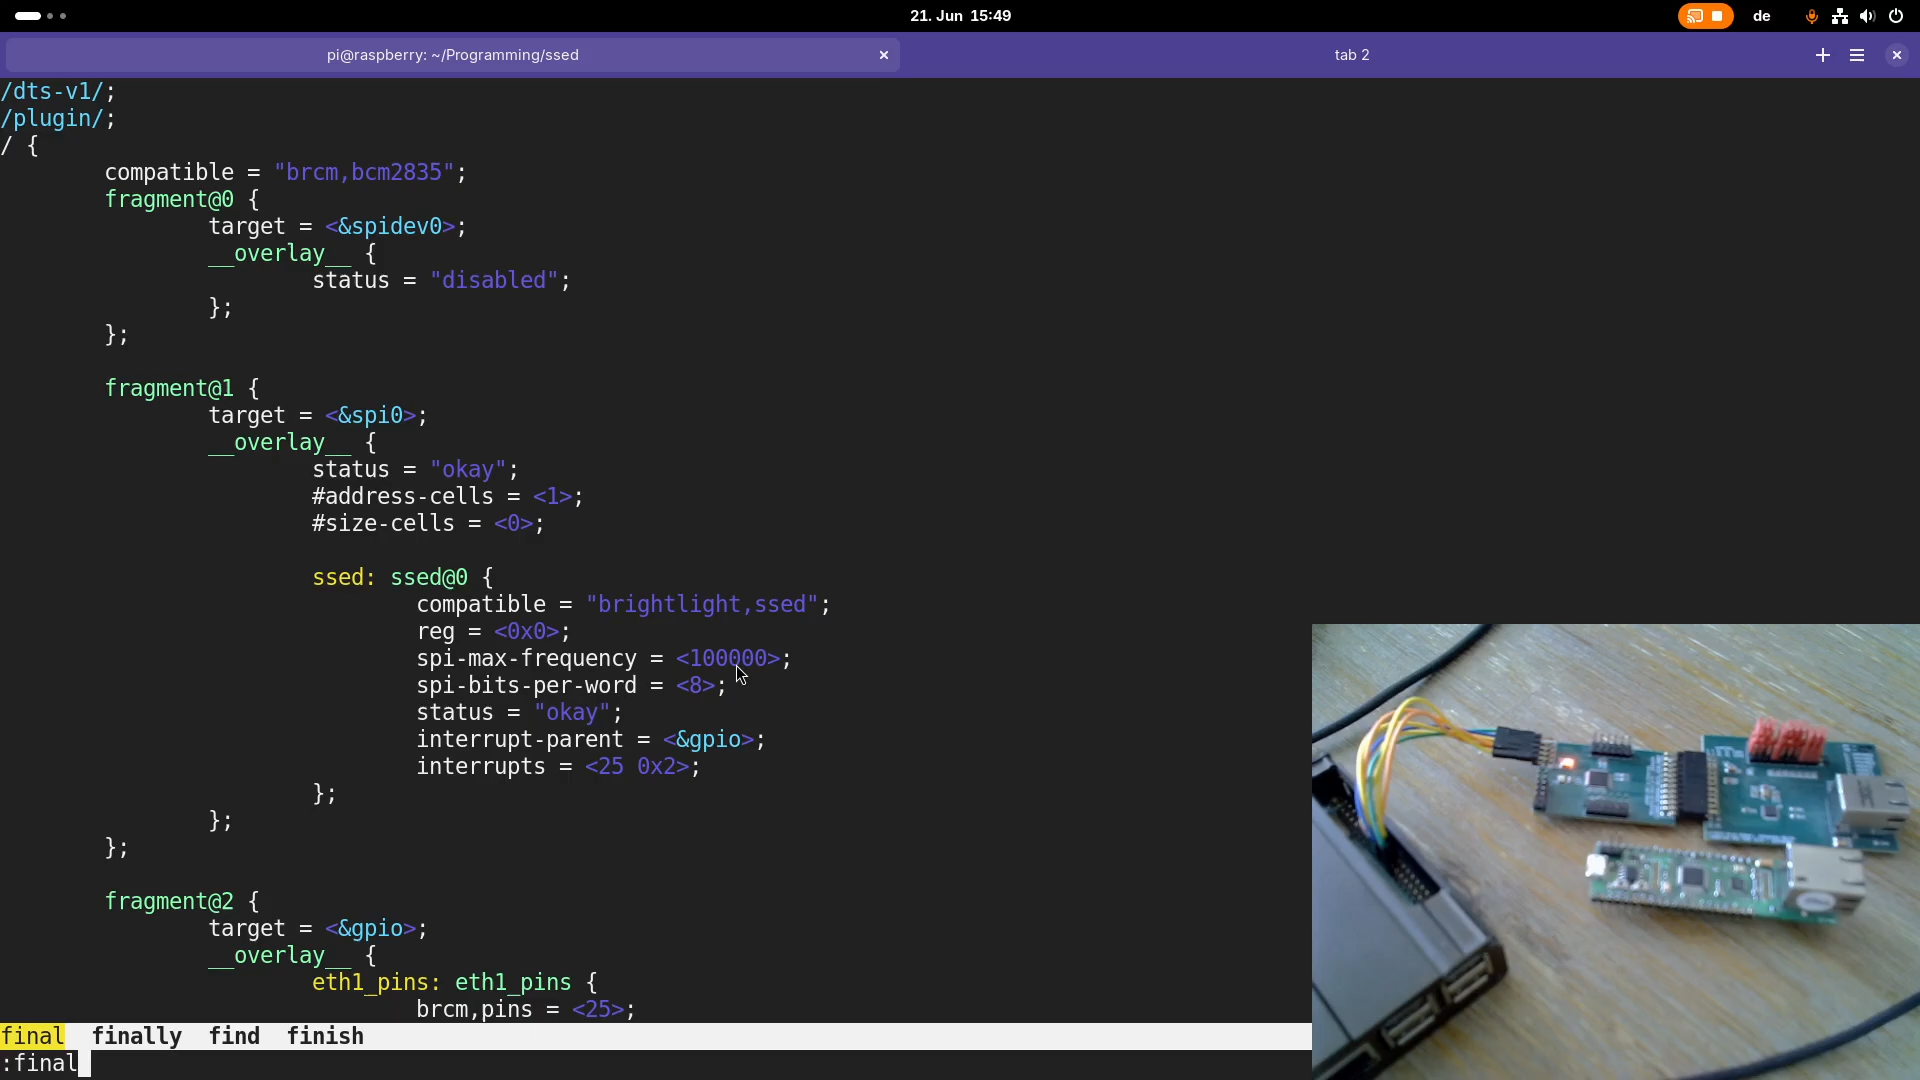 21. Jun 15:49
de
pi@raspberry: ~/Programming/ssed
tab 2
/dts-v1/;
/plugin/;
/ {
compatible = "brcm,bcm2835";
fragment@0 {
target = <&spidev0>;
__overlay__ {
status = "disabled";
};
};
fragment@1 {
target = <&spi0>;
__overlay__ {
status = "okay";
#address-cells = <1>;
#size-cells = <0>;
ssed: ssed@0 {
compatible = "brightlight,ssed";
reg = <0x0>;
spi-max-frequency = <100000>;
spi-bits-per-word = <8>;
status = "okay";
interrupt-parent = <&gpio>;
interrupts = <25 0x2>;
};
};
};
fragment@2 {
target = <&gpio>;
__overlay__ {
eth1_pins: eth1_pins {
brcm,pins = <25>;
final finally find finish
:final